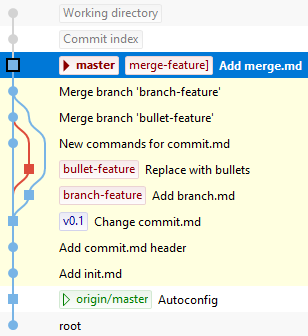 Working directory
Commit index
master merge-feature] Add merge.md
Merge branch 'branch-feature'
Merge branch 'bullet-feature'
New commands for commit.md
bullet-feature Replace with bullets
branch-feature Add branch.md
v0.1 Change commit.md
Add commit.md header
Add init.md
origin/master Autoconfig
root